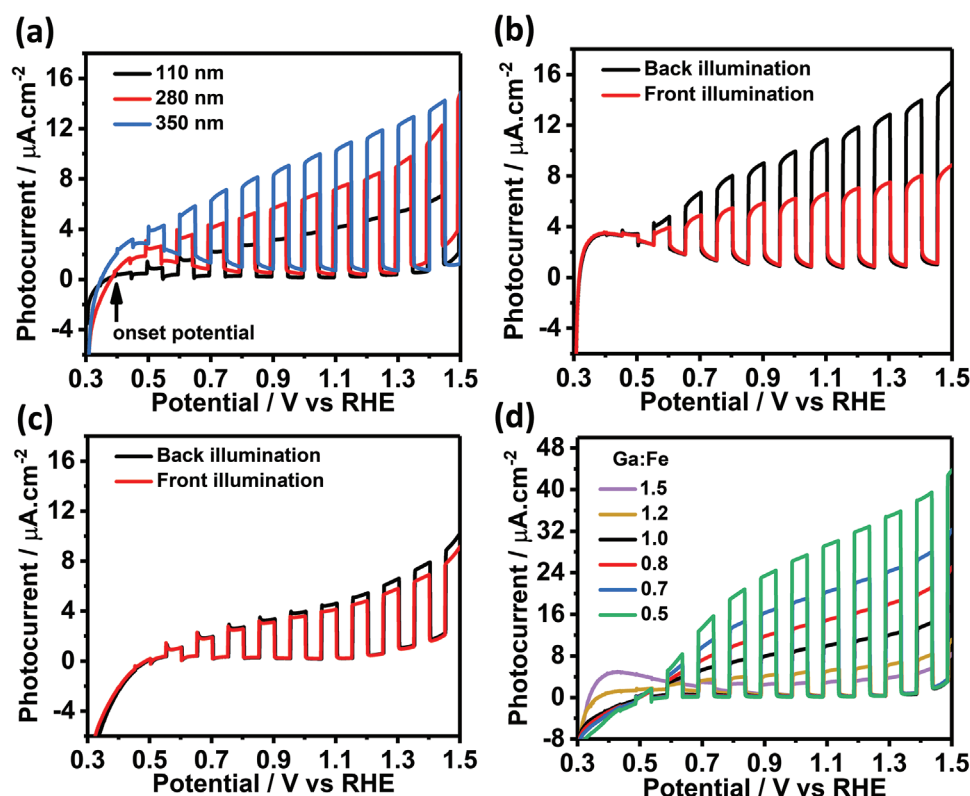 (a)
Photocurrent / μA.cm⁻²
16
12
8
4
0
-4
110 nm
280 nm
350 nm
onset potential
0.3 0.5 0.7 0.9 1.1 1.3 1.5
Potential / V vs RHE
(b)
Photocurrent / μA.cm⁻²
16
12
8
4
0
-4
Back illumination
Front illumination
0.3 0.5 0.7 0.9 1.1 1.3 1.5
Potential / V vs RHE
(c)
Photocurrent / μA.cm⁻²
16
12
8
4
0
-4
Back illumination
Front illumination
0.3 0.5 0.7 0.9 1.1 1.3 1.5
Potential / V vs RHE
(d)
Photocurrent / μA.cm⁻²
48
40
32
24
16
8
0
-8
Ga:Fe
1.5
1.2
1.0
0.8
0.7
0.5
0.3 0.5 0.7 0.9 1.1 1.3 1.5
Potential / V vs RHE